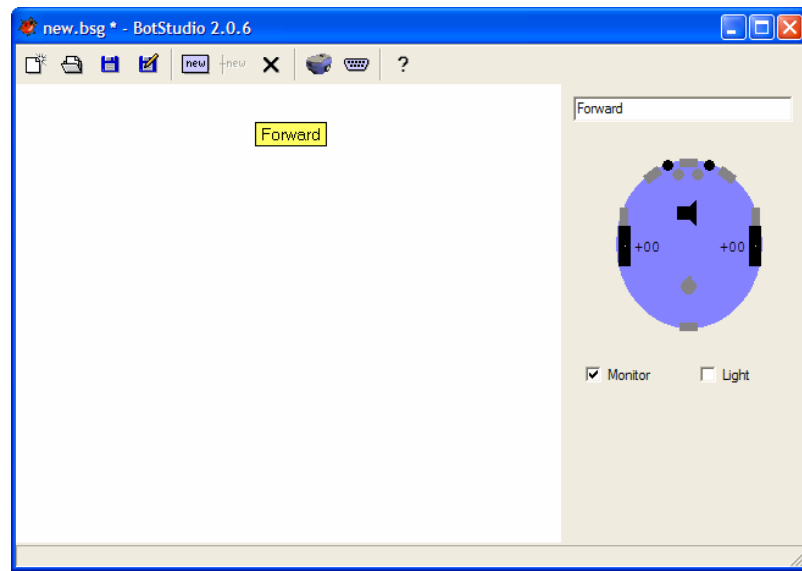 new.bsg * - BotStudio 2.0.6
new new ?
Forward
Forward
+00 +00
Monitor Light